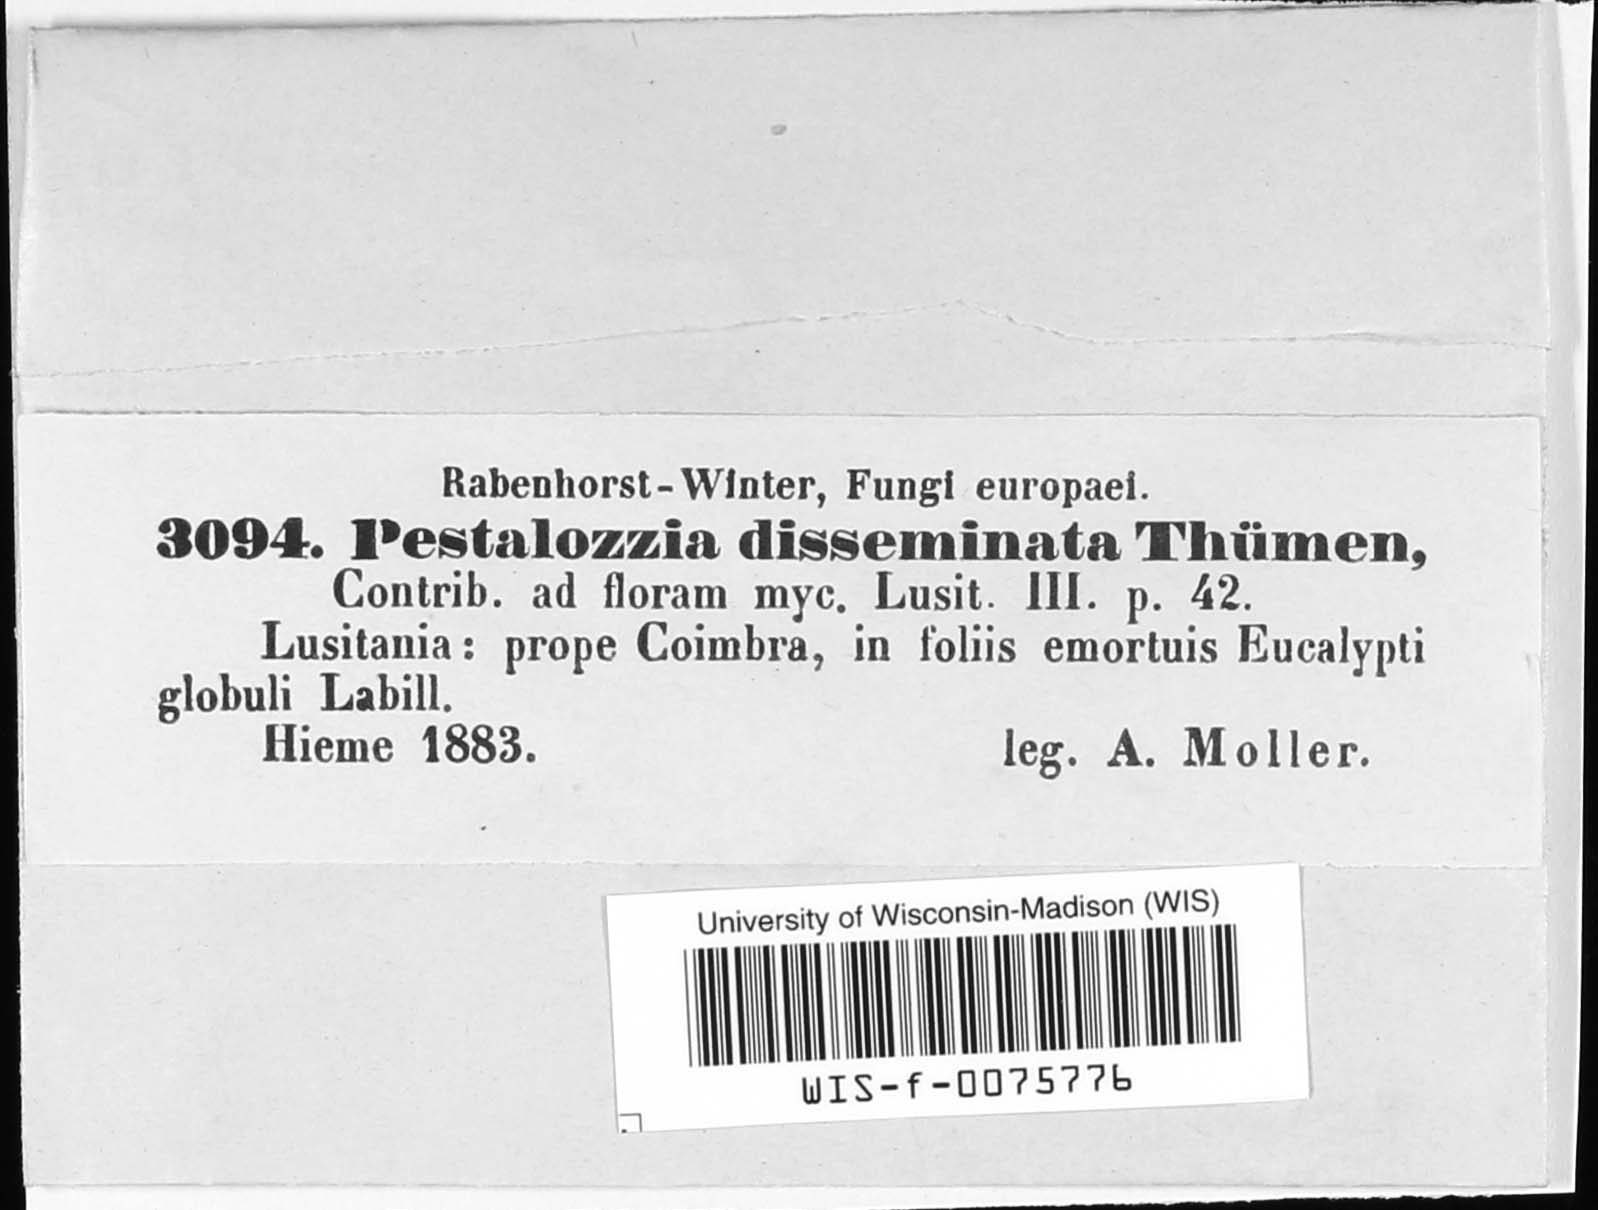 Rabenhorst-Winter, Fungi europaei.
3094. Pestalozzia disseminata Thümen,
Contrib. ad floram myc. Lusit. III. p. 42.
Lusitania: prope Coimbra, in foliis emortuis Eucalypti
globuli Labill.
Hieme 1883. leg. A. Moller.
University of Wisconsin-Madison (WIS)
WIS-f-0075776